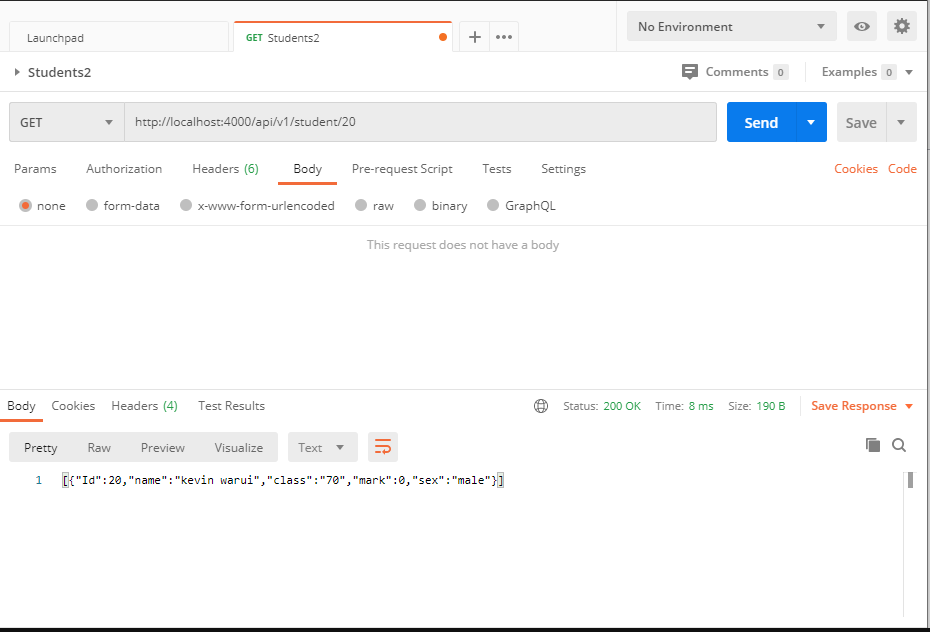 Launchpad
GET Students2
No Environment
Students2
Comments 0
Examples 0
GET
http://localhost:4000/api/v1/student/20
Send
Save
Params Authorization Headers (6) Body Pre-request Script Tests Settings Cookies Code
none form-data x-www-form-urlencoded raw binary GraphQL
This request does not have a body
Body Cookies Headers (4) Test Results Status: 200 OK Time: 8 ms Size: 190 B Save Response
Pretty Raw Preview Visualize Text
1 [{"Id":20,"name":"kevin warui","class":"70","mark":0,"sex":"male"}]